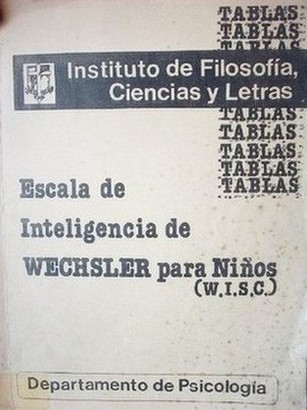 TABLAS
TABLAS
TABLAS
Instituto de Filosofía,
Ciencias y Letras
TABLAS
TABLAS
TABLAS
TABLAS
TABLAS
Escala de
Inteligencia de
WECHSLER para Niños
(W.I.S.C.)
Departamento de Psicología